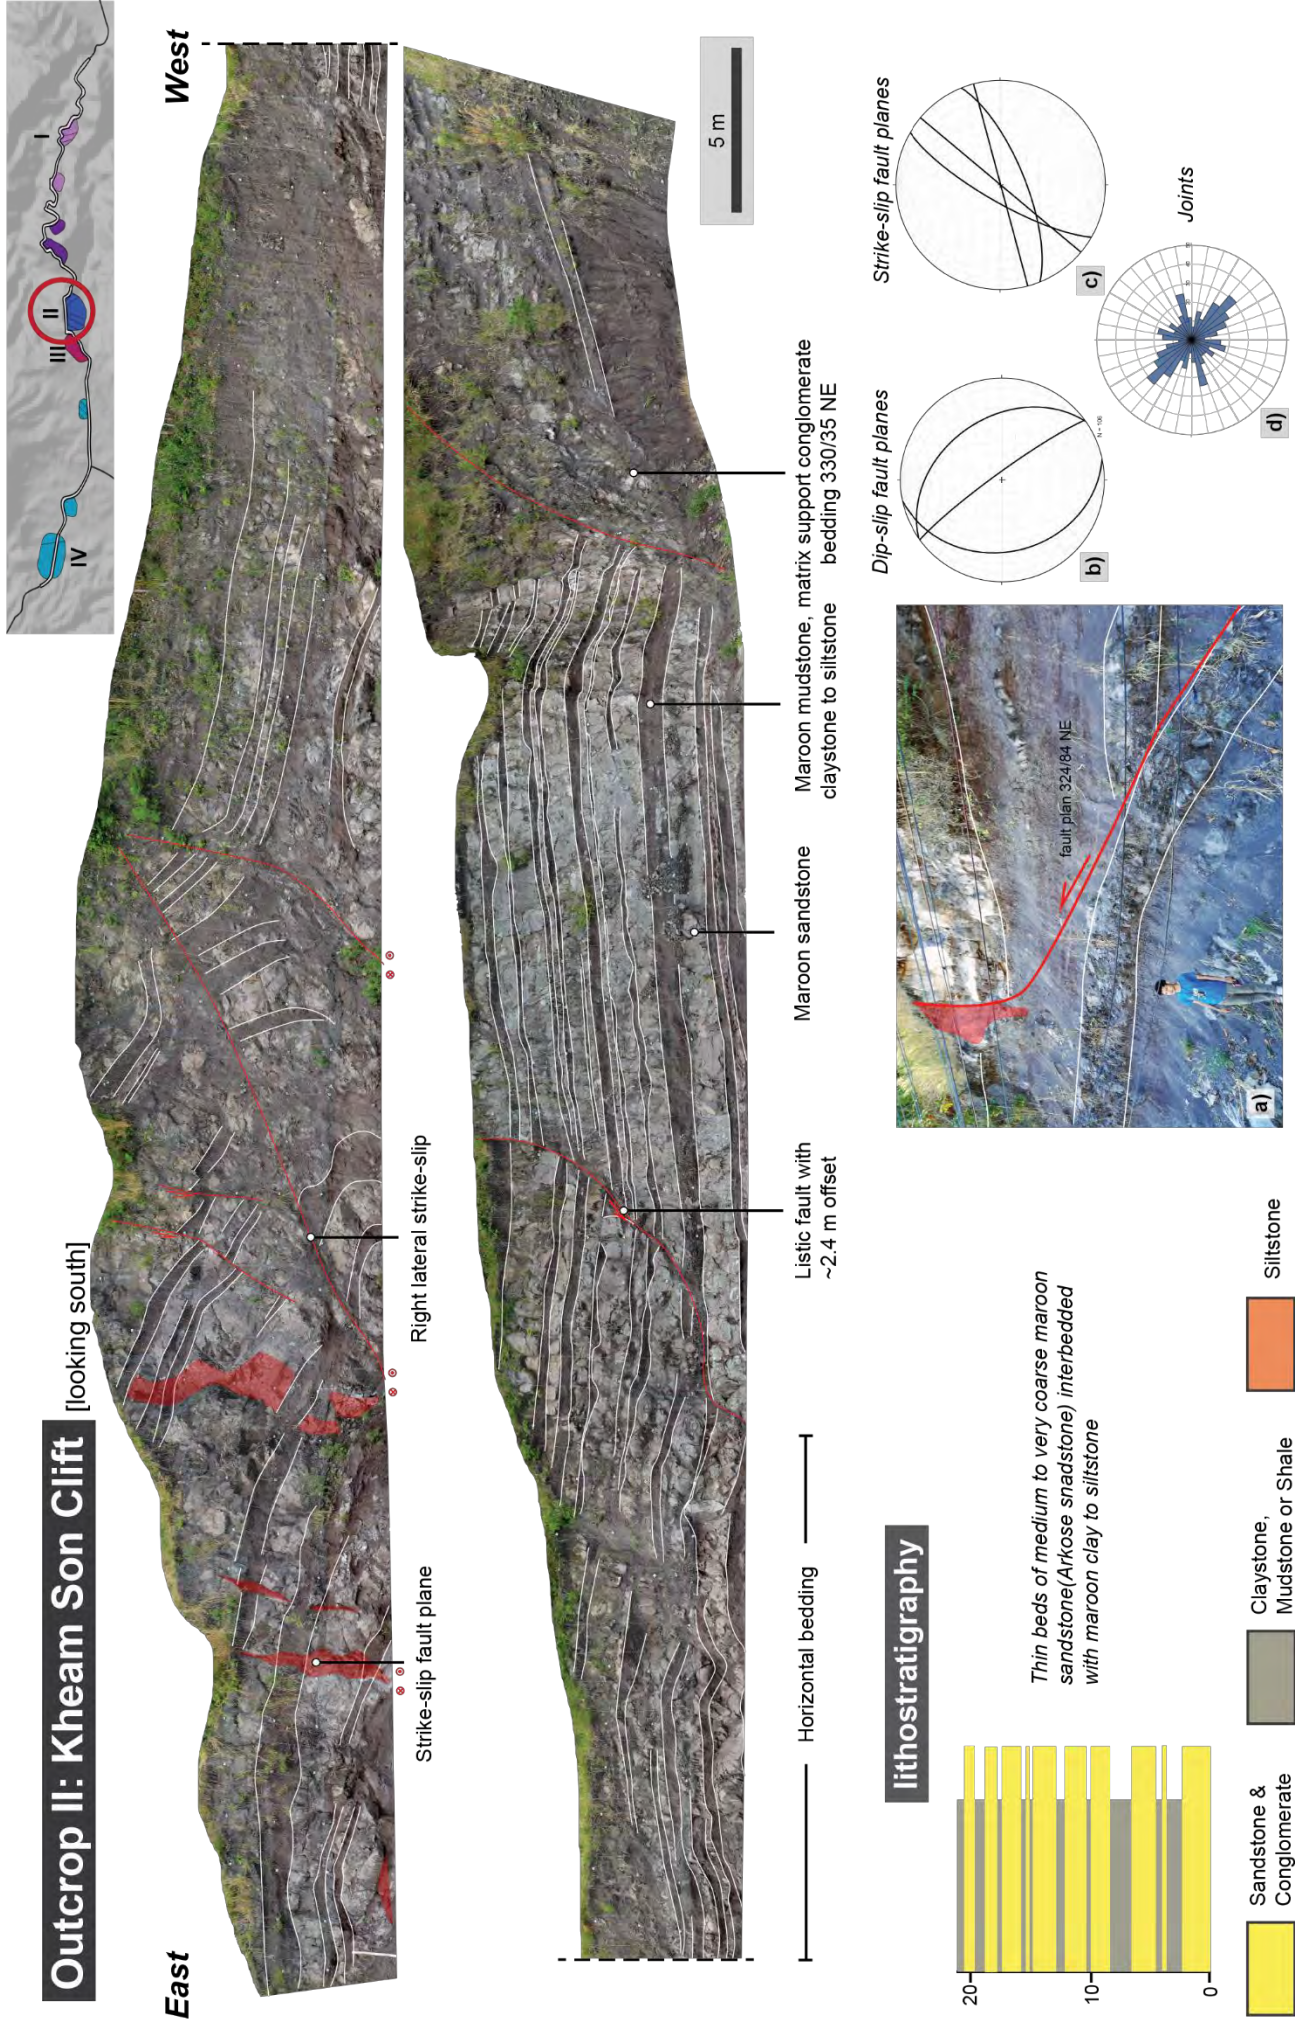 Outcrop II: Kheam Son Clift
[looking south]
IV
III
II
I
East
West
Strike-slip fault plane
Right lateral strike-slip
5 m
Horizontal bedding
Listic fault with
~2.4 m offset
Maroon sandstone
Maroon mudstone,
claystone to siltstone
matrix support conglomerate
bedding 330/35 NE
lithostratigraphy
20
10
0
Thin beds of medium to very coarse maroon
sandstone(Arkose snadstone) interbedded
with maroon clay to siltstone
Sandstone &
Conglomerate
Claystone,
Mudstone or Shale
Siltstone
a)
fault plan 324/84 NE
Dip-slip fault planes
b)
N = 106
Strike-slip fault planes
c)
Joints
d)